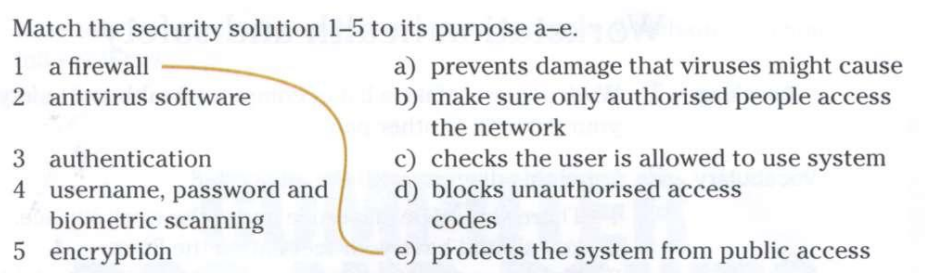 Match the security solution 1–5 to its purpose a–e.
1 a firewall a) prevents damage that viruses might cause
2 antivirus software b) make sure only authorised people access
the network
3 authentication c) checks the user is allowed to use system
4 username, password and d) blocks unauthorised access
biometric scanning codes
5 encryption e) protects the system from public access